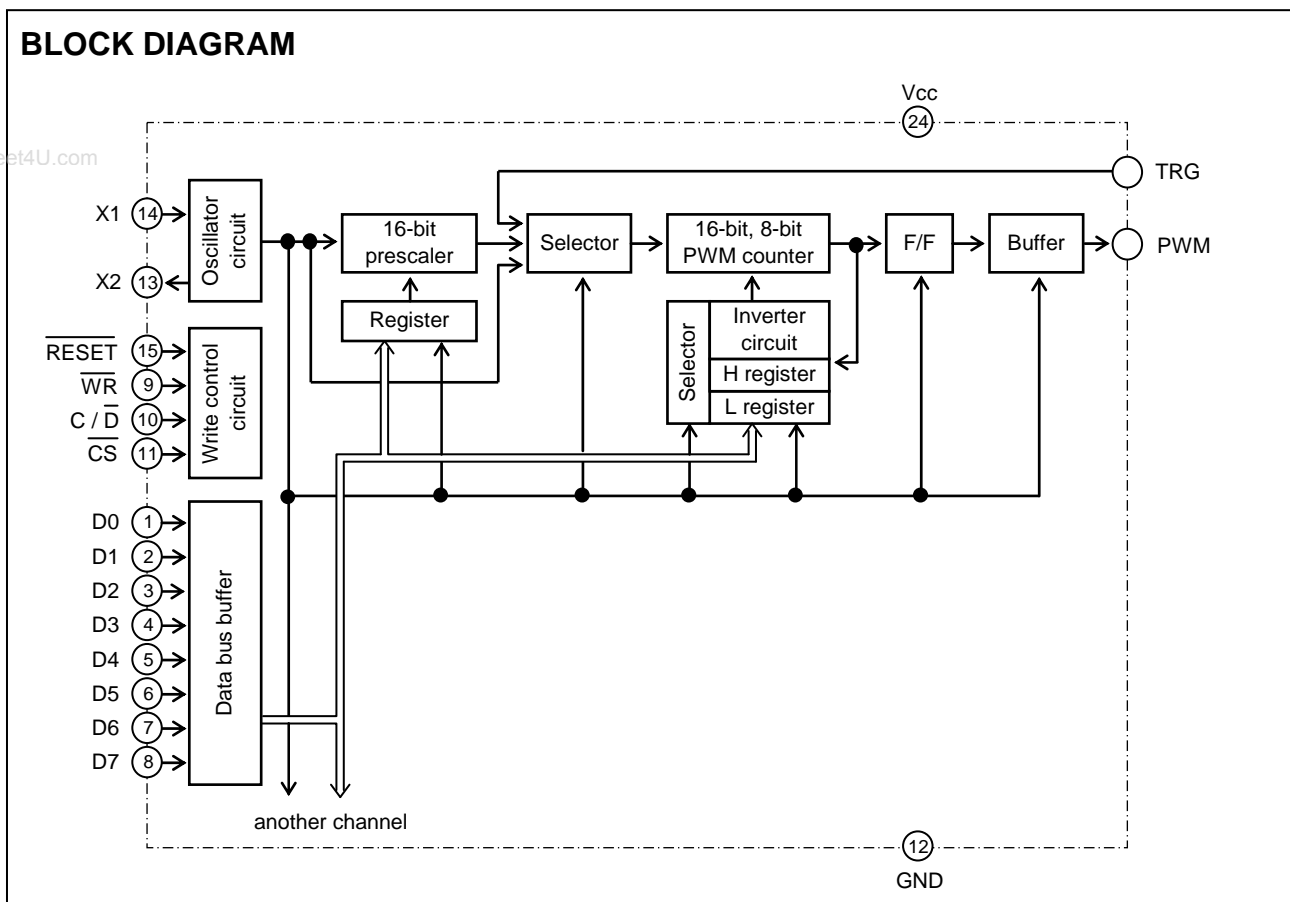 BLOCK DIAGRAM
Vcc
24
eet4U.com
TRG
X1 14
Oscillator
circuit
16-bit
prescaler
Selector
16-bit, 8-bit
PWM counter
F/F
Buffer
PWM
X2 13
Register
Selector
Inverter
circuit
H register
L register
RESET 15
WR 9
C / D 10
CS 11
Write control
circuit
D0 1
D1 2
D2 3
D3 4
D4 5
D5 6
D6 7
D7 8
Data bus buffer
another channel
12
GND